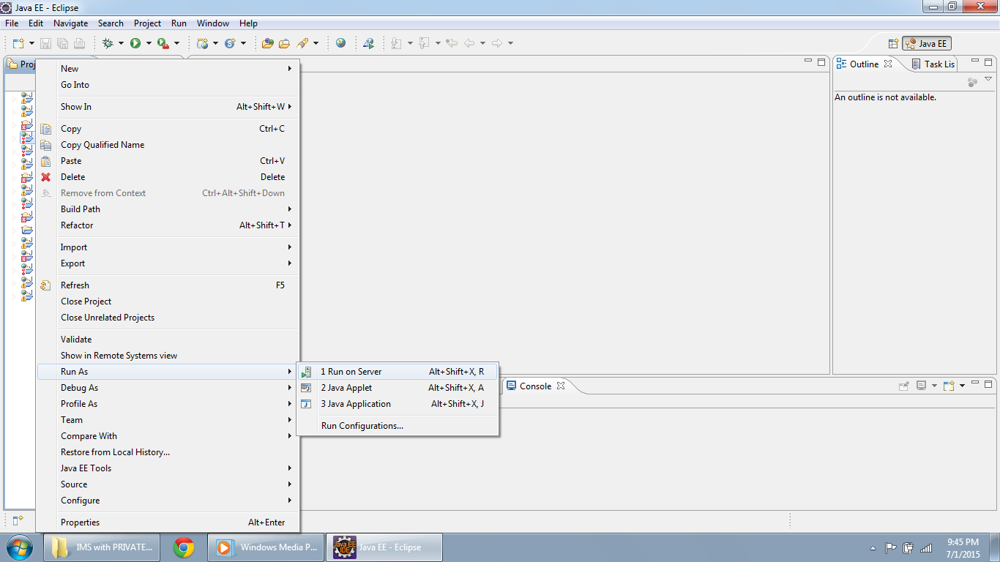 Java EE - Eclipse
File Edit Navigate Search Project Run Window Help
Java EE
Outline
Task Lis
An outline is not available.
New
Go Into
Show In Alt+Shift+W
Copy Ctrl+C
Copy Qualified Name
Paste Ctrl+V
Delete Delete
Remove from Context Ctrl+Alt+Shift+Down
Build Path
Refactor Alt+Shift+T
Import
Export
Refresh F5
Close Project
Close Unrelated Projects
Validate
Show in Remote Systems view
Run As
Debug As
Profile As
Team
Compare With
Restore from Local History...
Java EE Tools
Source
Configure
Properties Alt+Enter
1 Run on Server Alt+Shift+X, R
2 Java Applet Alt+Shift+X, A
3 Java Application Alt+Shift+X, J
Run Configurations...
Console
IMS with PRIVATE...
Windows Media P...
Java EE IDE
Java EE - Eclipse
9:45 PM
7/1/2015